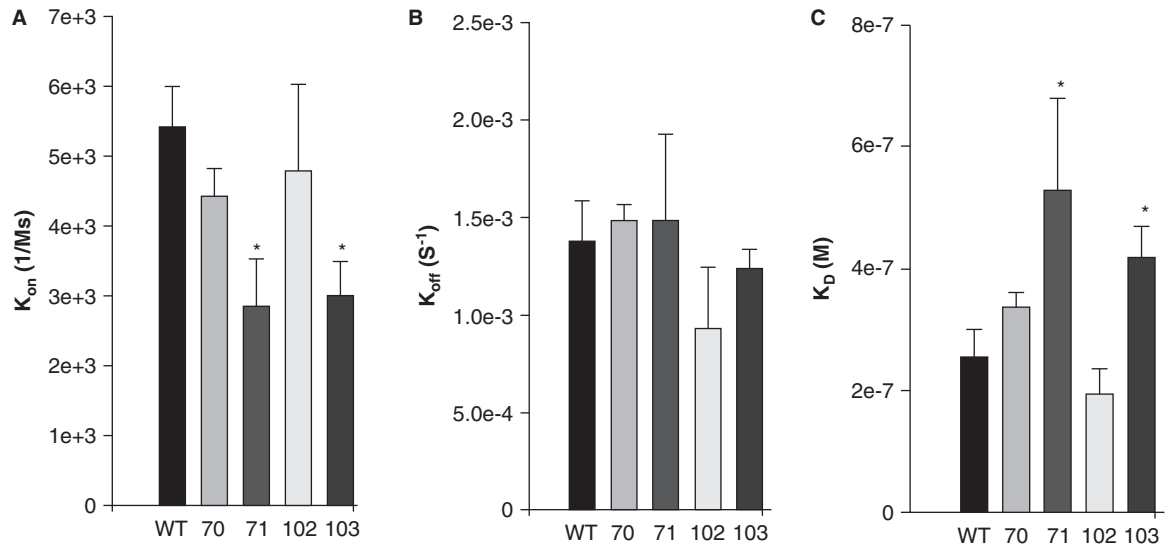 A
K_on (1/Ms)
7e+3
6e+3
5e+3
4e+3
3e+3
2e+3
1e+3
0
* *
WT 70 71 102 103
B
K_off (S^-1)
2.5e-3
2.0e-3
1.5e-3
1.0e-3
5.0e-4
0
WT 70 71 102 103
C
K_D (M)
8e-7
6e-7
4e-7
2e-7
0
*
*
WT 70 71 102 103